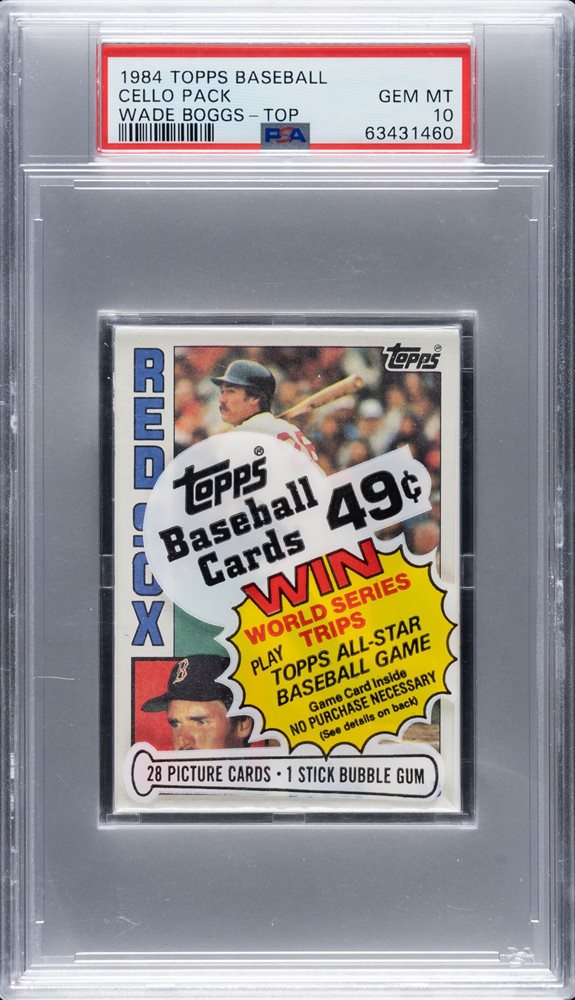 1984 TOPPS BASEBALL
CELLO PACK GEM MT
WADE BOGGS - TOP 10
PSA 63431460
topps®
RED SOX
topps®
Baseball
Cards 49¢
WIN
WORLD SERIES
TRIPS
PLAY TOPPS ALL-STAR
BASEBALL GAME
Game Card Inside
NO PURCHASE NECESSARY
(See details on back)
B
28 PICTURE CARDS · 1 STICK BUBBLE GUM